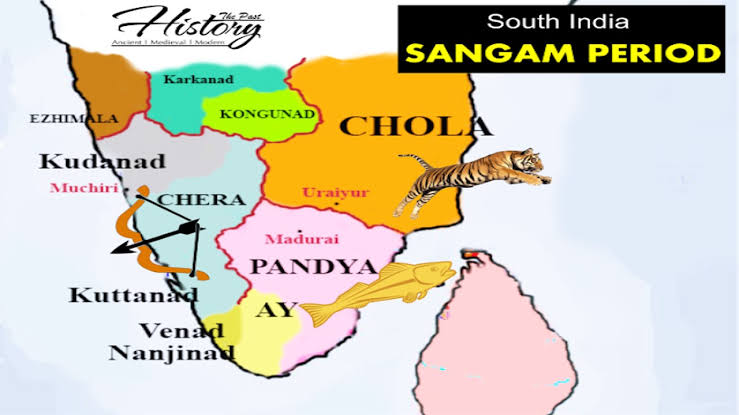 The Past
History
Ancient | Medieval | Modern
South India
SANGAM PERIOD
Karkanad
EZHIMALA
KONGUNAD
CHOLA
Kudanad
Muchiri
CHERA
Uraiyur
Madurai
PANDYA
Kuttanad
AY
Venad
Nanjinad